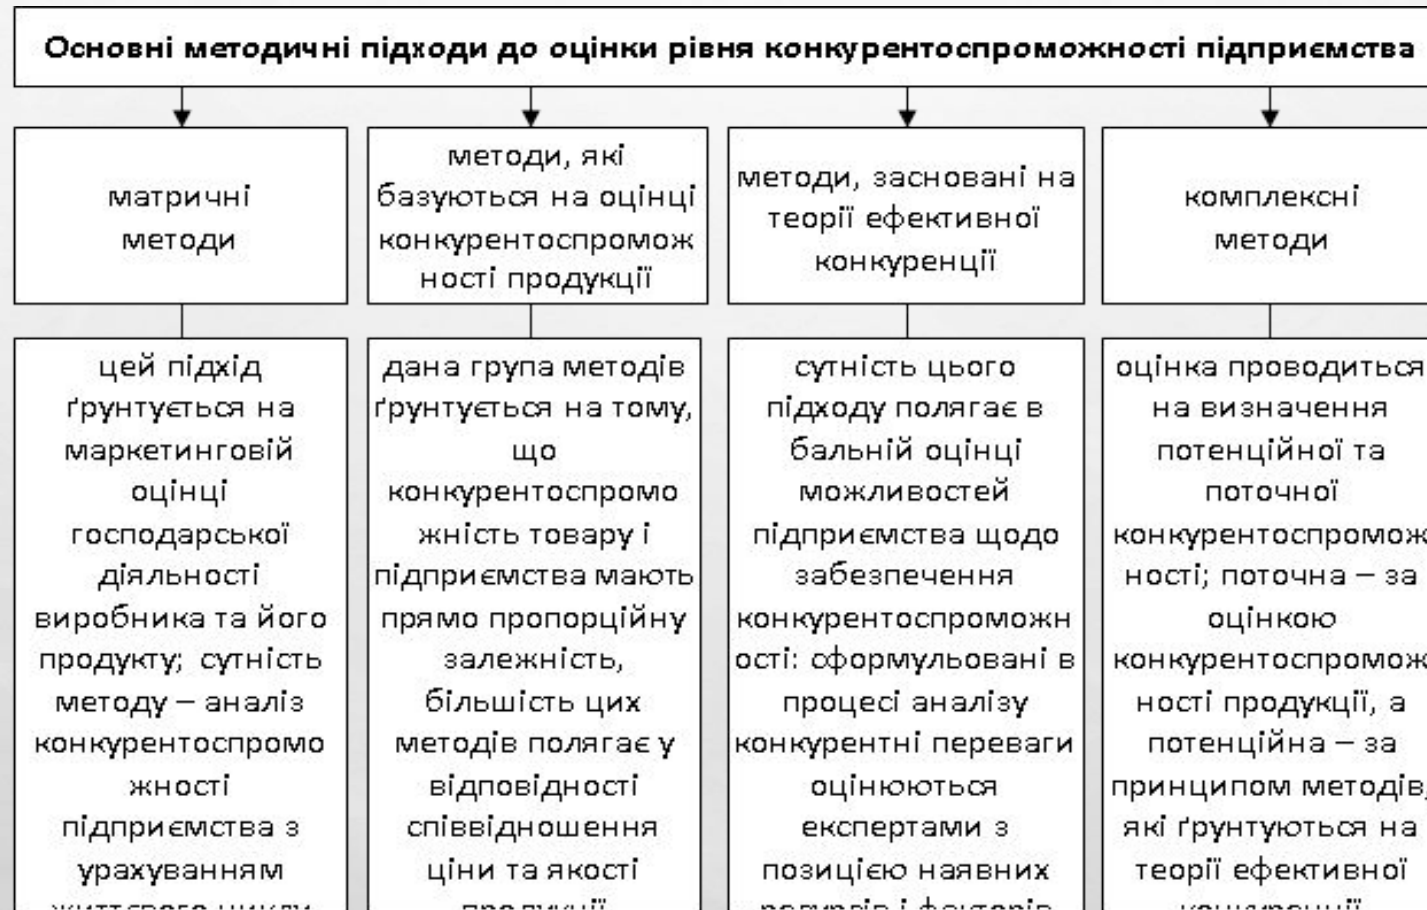 Основні методичні підходи до оцінки рівня конкурентоспроможності підприємства
матричні
методи
методи, які
базуються на оцінці
конкурентоспромож
ності продукції
методи, засновані на
теорії ефективної
конкуренції
комплексні
методи
цей підхід
ґрунтується на
маркетинговій
оцінці
господарської
діяльності
виробника та його
продукту; сутність
методу – аналіз
конкурентоспромо
жності
підприємства з
урахуванням
дана група методів
ґрунтується на тому,
що
конкурентоспромо
жність товару і
підприємства мають
прямо пропорційну
залежність,
більшість цих
методів полягає у
відповідності
співвідношення
ціни та якості
сутність цього
підходу полягає в
бальній оцінці
можливостей
підприємства щодо
забезпечення
конкурентоспроможн
ості: сформульовані в
процесі аналізу
конкурентні переваги
оцінюються
експертами з
позицією наявних
оцінка проводиться
на визначення
потенційної та
поточної
конкурентоспромож
ності; поточна – за
оцінкою
конкурентоспромож
ності продукції, а
потенційна – за
принципом методів,
які ґрунтуються на
теорії ефективної